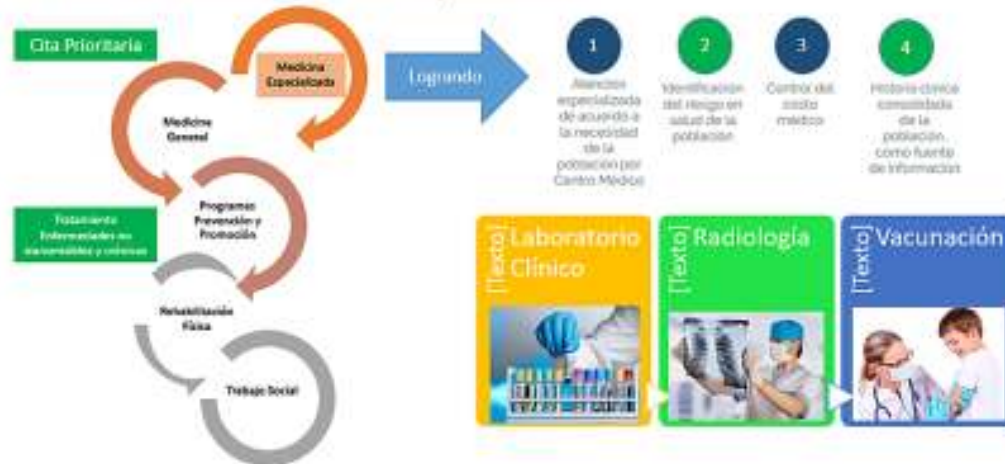 Cita Prioritaria
Medicina
Especializada
Medicina
General
Programas
Prevención y
Promoción
Tratamiento
Enfermedades no
transmisibles y crónicas
Rehabilitación
Física
Trabajo Social
Logrando
1
Atención
especializada
de acuerdo a
la necesidad
de la
población por
Centro Médico
2
Identificación
del riesgo en
salud de la
población
3
Control del
costo
médico
4
Historia clínica
consolidada
de la
población,
como fuente
de información
[Texto]
Laboratorio
Clínico
[Texto]
Radiología
[Texto]
Vacunación